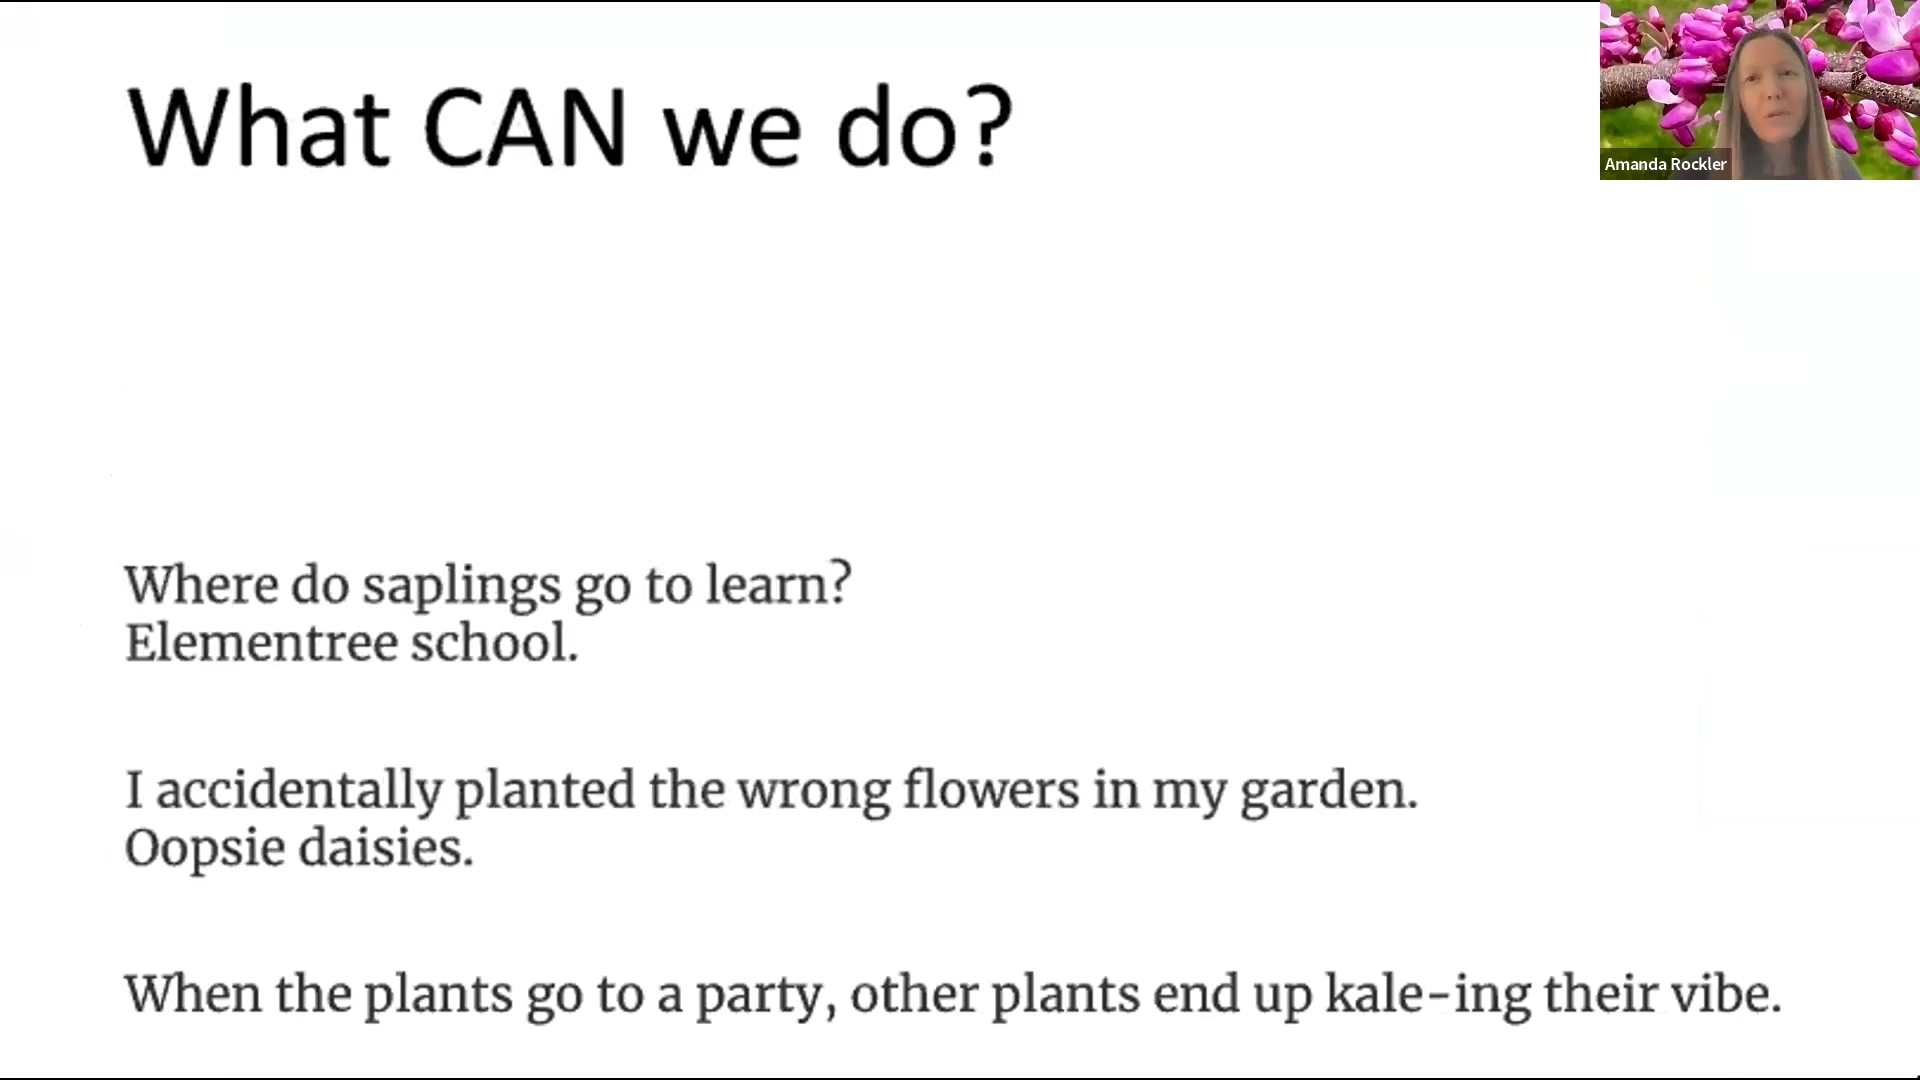 What CAN we do?
Amanda Rockler
Where do saplings go to learn?
Elementree school.
I accidentally planted the wrong flowers in my garden.
Oopsie daisies.
When the plants go to a party, other plants end up kale-ing their vibe.